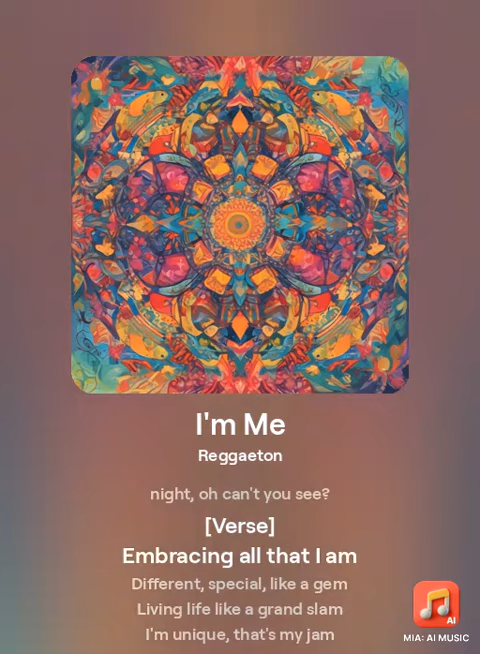 I'm Me
Reggaeton
night, oh can't you see?
[Verse]
Embracing all that I am
Different, special, like a gem
Living life like a grand slam
I'm unique, that's my jam
AI
MIA: AI MUSIC